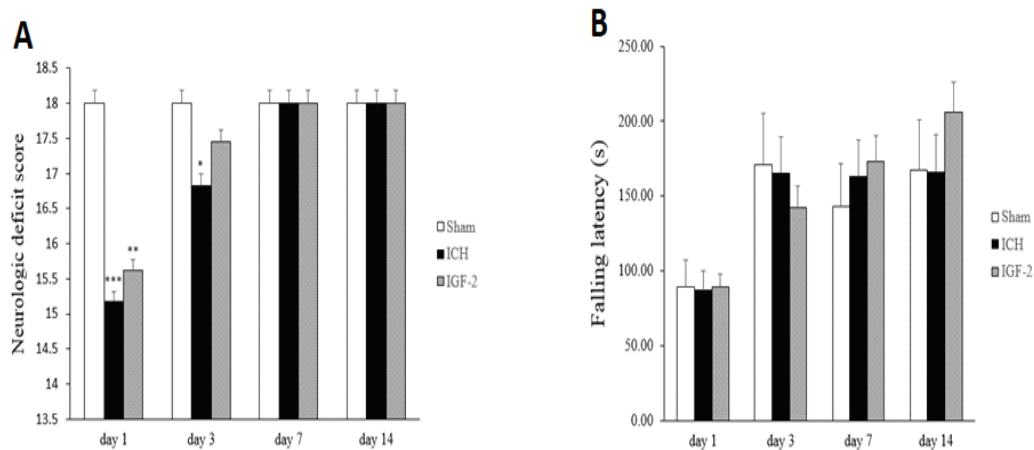 A
18.5
18
17.5
17
16.5
16
15.5
15
14.5
14
13.5
Neurologic deficit score
***
**
*
day 1
day 3
day 7
day 14
Sham
ICH
IGF-2
B
250.00
200.00
150.00
100.00
50.00
0.00
Falling latency (s)
day 1
day 3
day 7
day 14
Sham
ICH
IGF-2